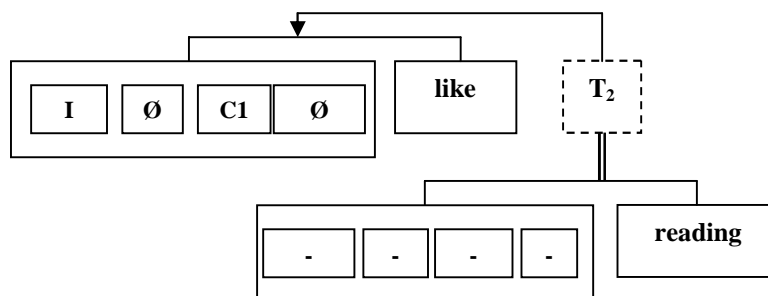 like
T₂
I Ø C1 Ø
reading
- - - -